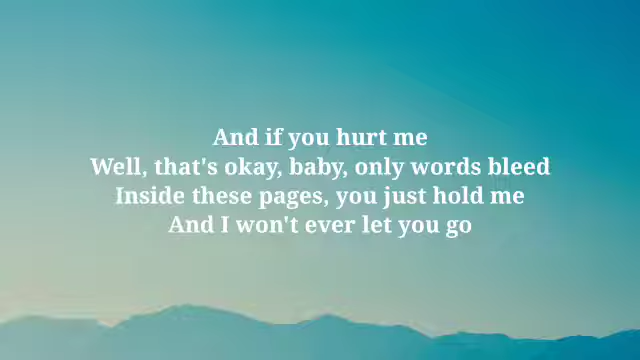 And if you hurt me
Well, that's okay, baby, only words bleed
Inside these pages, you just hold me
And I won't ever let you go